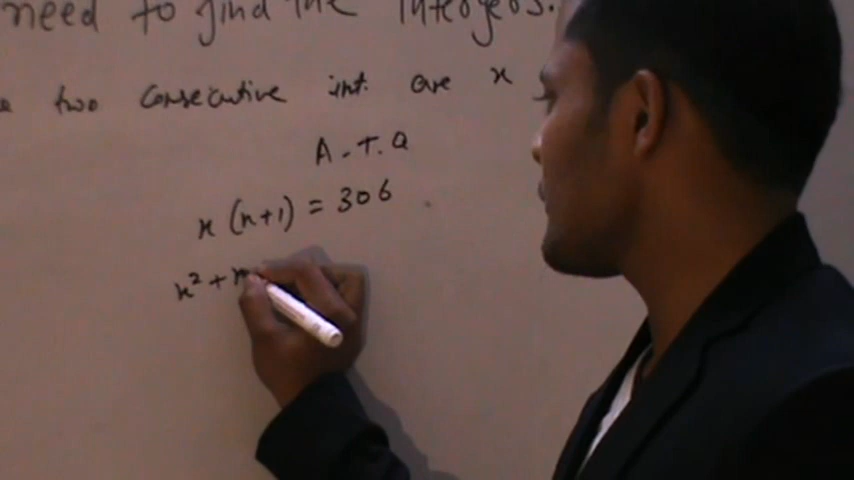 need to find the Integers.
two consecutive int. are x
A.T.Q
x (x+1) = 306
x² + x